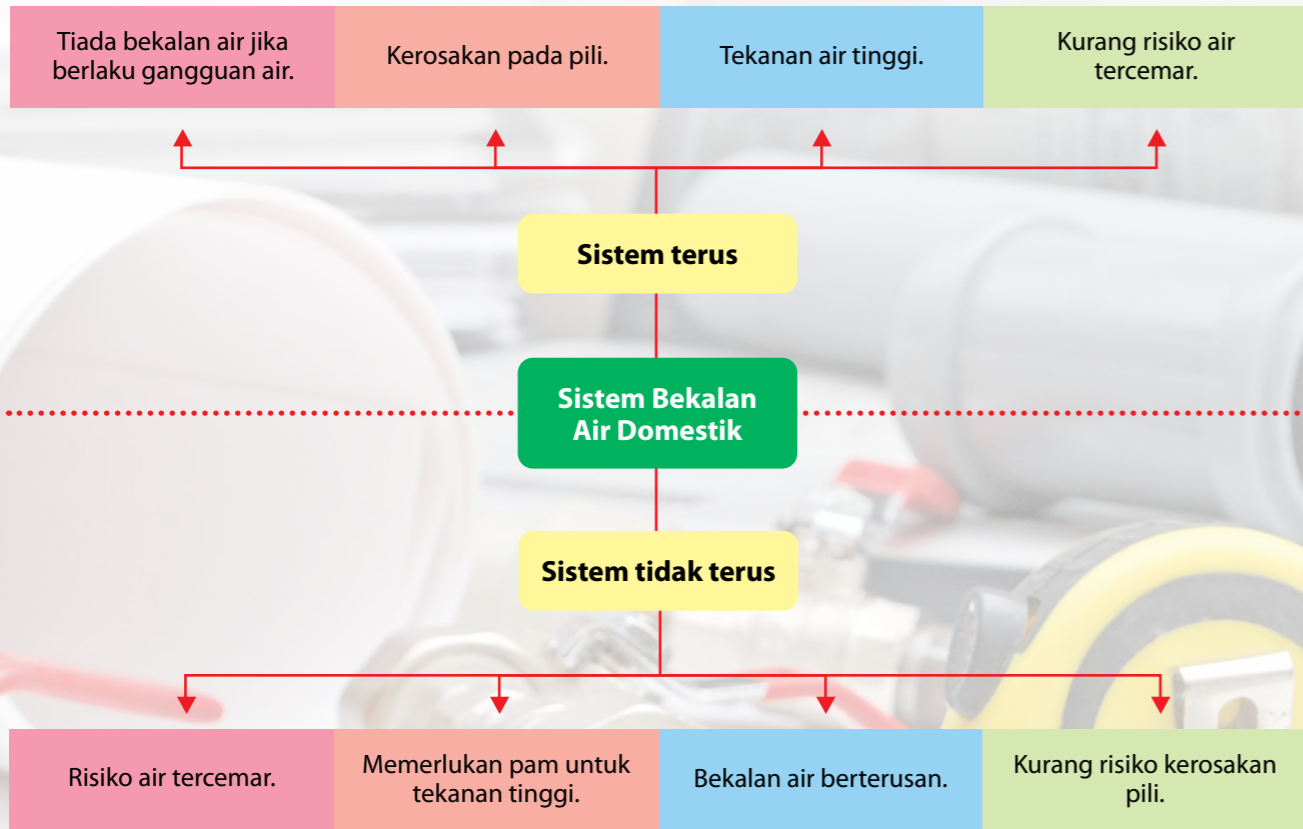 Tiada bekalan air jika
berlaku gangguan air.
Kerosakan pada pili.
Tekanan air tinggi.
Kurang risiko air
tercemar.
Sistem terus
Sistem Bekalan
Air Domestik
Sistem tidak terus
Risiko air tercemar.
Memerlukan pam untuk
tekanan tinggi.
Bekalan air berterusan.
Kurang risiko kerosakan
pili.